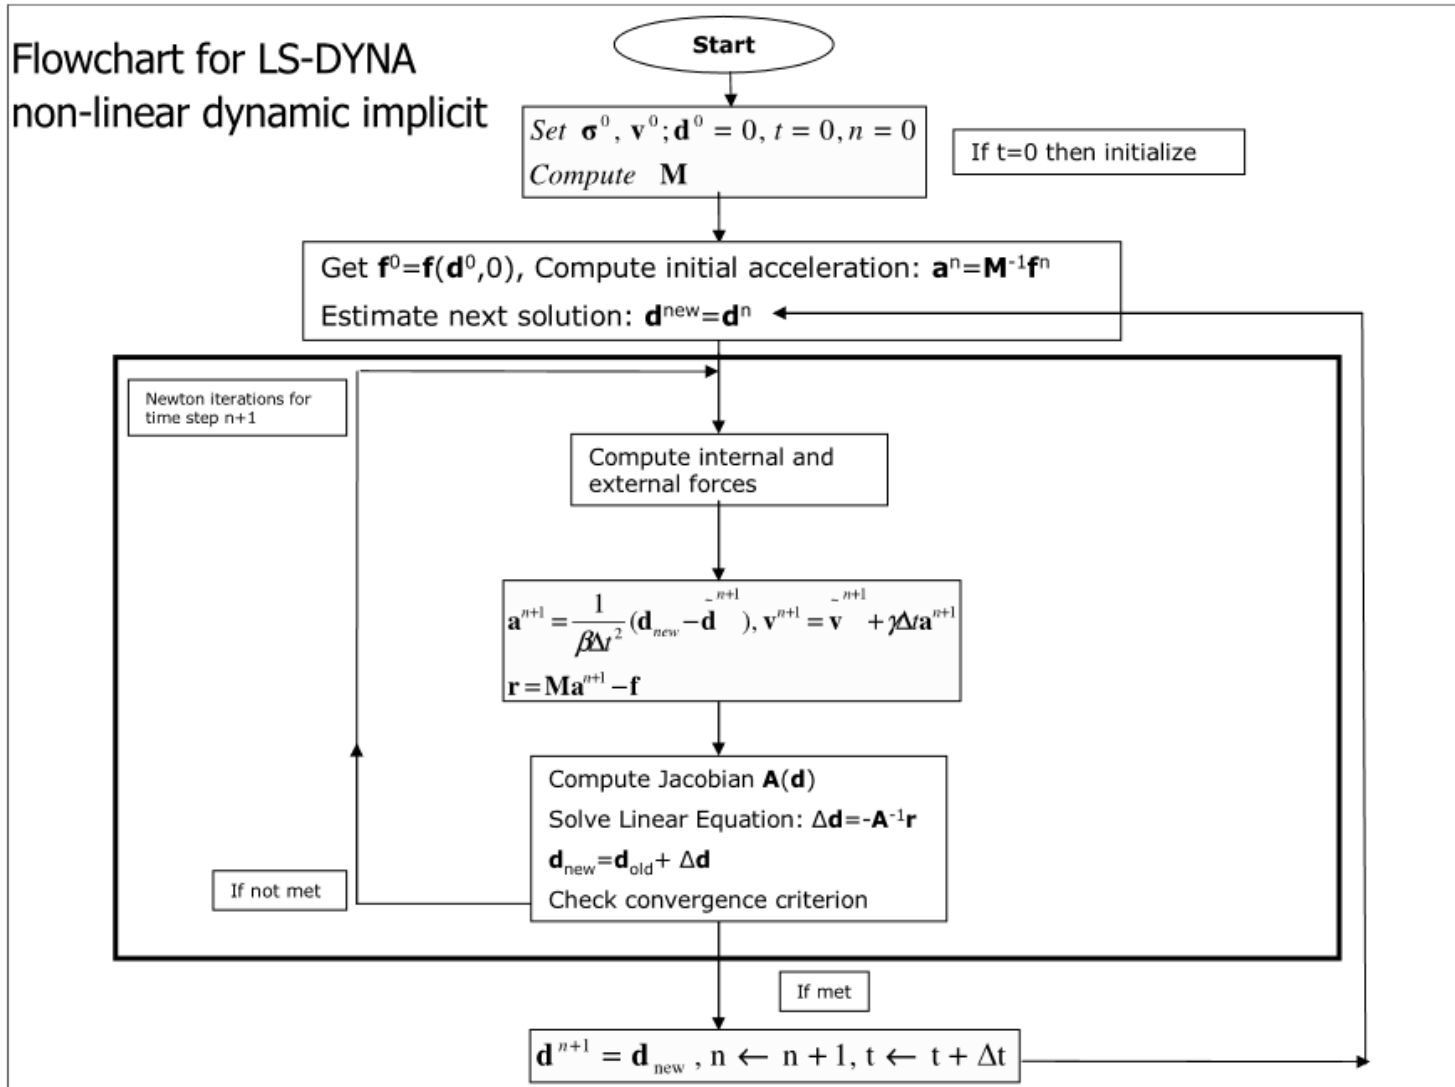 Flowchart for LS-DYNA
non-linear dynamic implicit
Start
Set σ⁰, v⁰; d⁰ = 0, t = 0, n = 0
Compute M
If t=0 then initialize
Get f⁰=f(d⁰,0), Compute initial acceleration: aⁿ=M⁻¹fⁿ
Estimate next solution: dⁿᵉʷ=dⁿ
Newton iterations for
time step n+1
Compute internal and
external forces
aⁿ⁺¹ = 1/(βΔt²) (d_new − d̄ⁿ⁺¹), vⁿ⁺¹ = v̄ⁿ⁺¹ + γΔtaⁿ⁺¹
r = Maⁿ⁺¹ − f
Compute Jacobian A(d)
Solve Linear Equation: Δd=-A⁻¹r
d_new=d_old+ Δd
Check convergence criterion
If not met
If met
dⁿ⁺¹ = d_new , n ← n + 1, t ← t + Δt